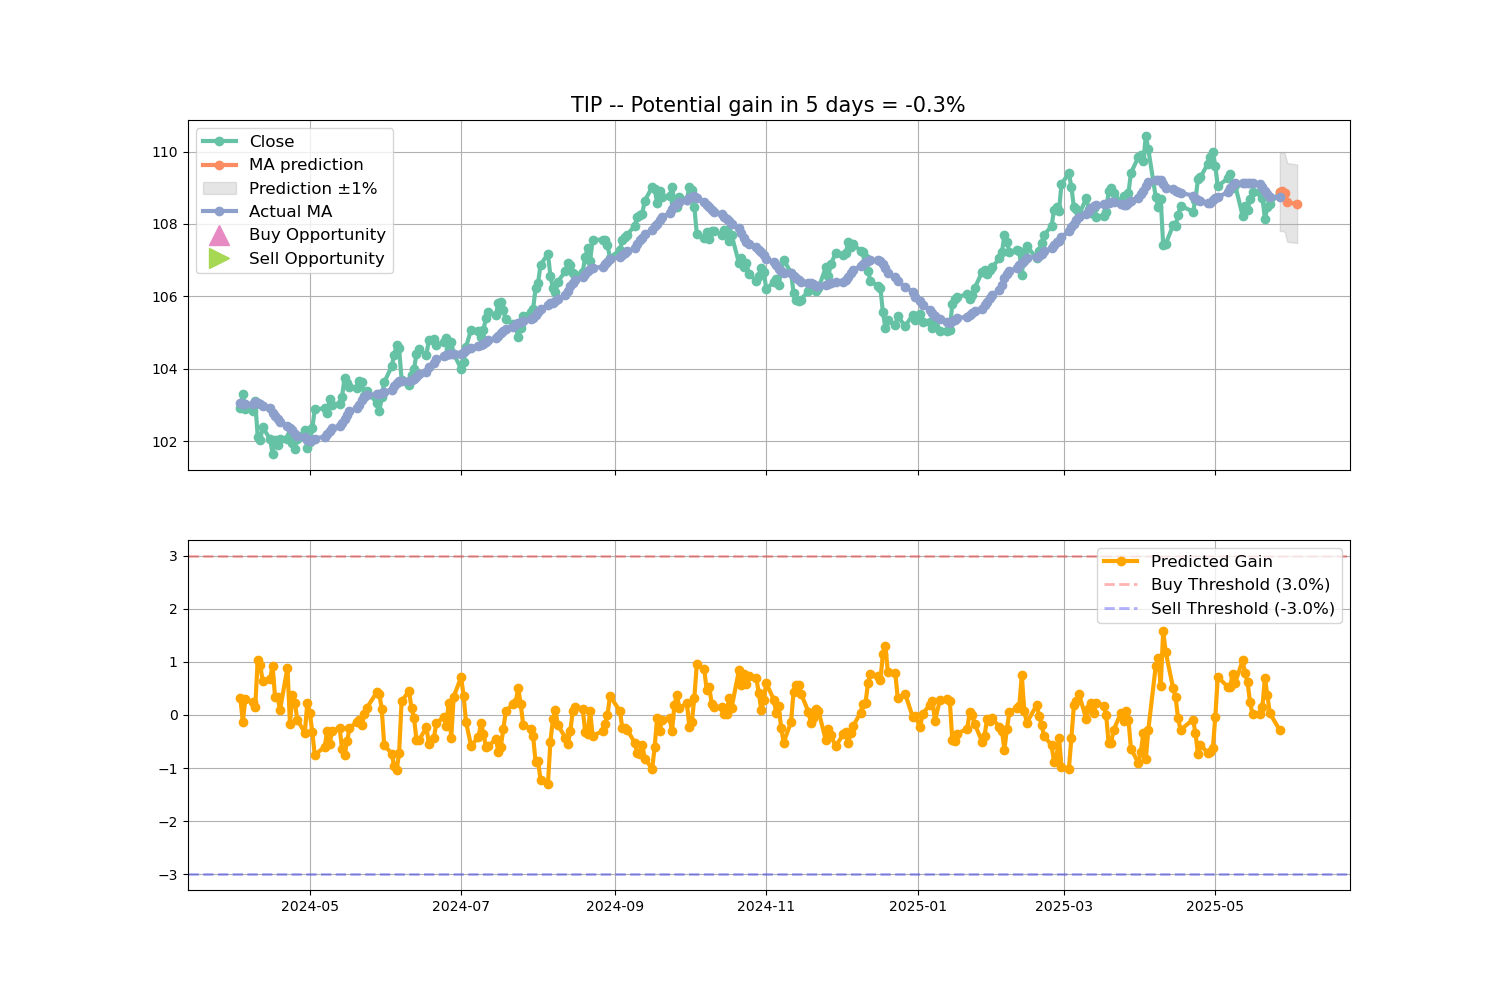 TIP -- Potential gain in 5 days = -0.3%
Close
MA prediction
Prediction ±1%
Actual MA
Buy Opportunity
Sell Opportunity
110
108
106
104
102
Predicted Gain
Buy Threshold (3.0%)
Sell Threshold (-3.0%)
3
2
1
0
−1
−2
−3
2024-05
2024-07
2024-09
2024-11
2025-01
2025-03
2025-05